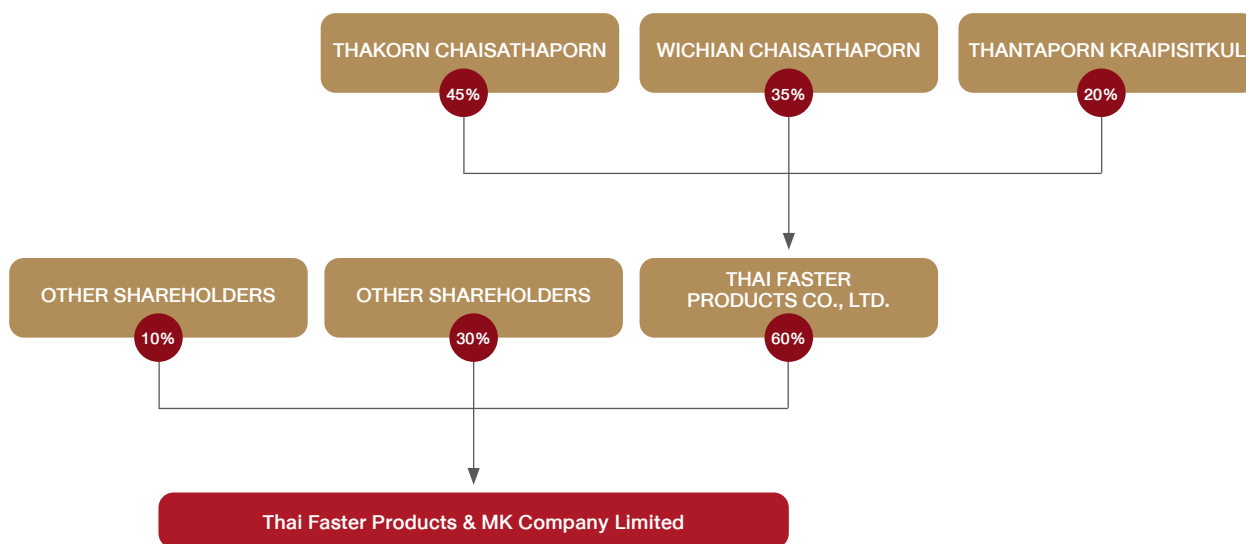 THAKORN CHAISATHAPORN
45%
WICHIAN CHAISATHAPORN
35%
THANTAPORN KRAIPISITKUL
20%
OTHER SHAREHOLDERS
10%
OTHER SHAREHOLDERS
30%
THAI FASTER
PRODUCTS CO., LTD.
60%
Thai Faster Products & MK Company Limited